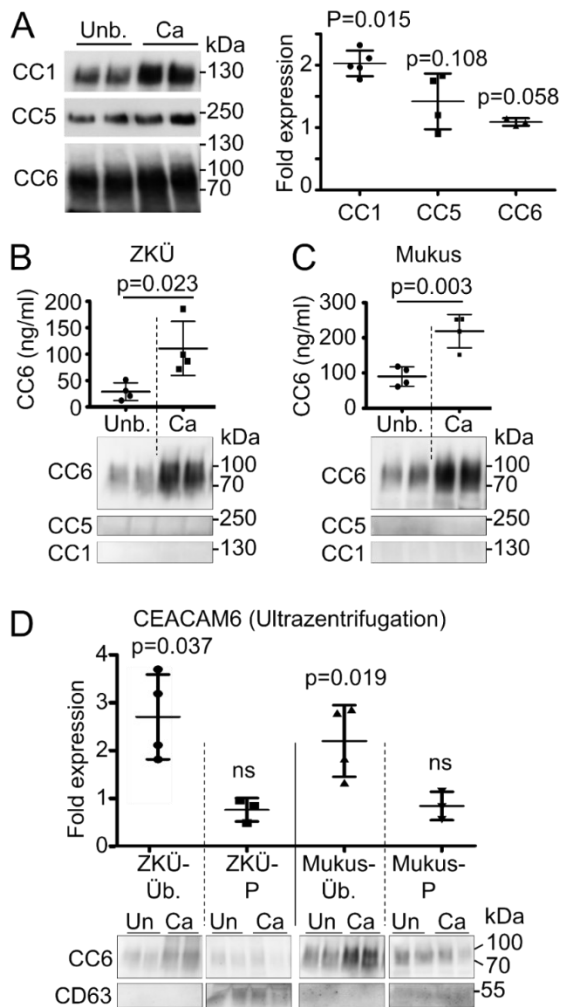 A
Unb. Ca kDa
CC1 -130
CC5 -250
-130
CC6 -100
-70
Fold expression
2
1
0
P=0.015
p=0.108
p=0.058
CC1 CC5 CC6
B
ZKÜ
p=0.023
CC6 (ng/ml)
200
150
100
50
0
Unb. Ca
kDa
CC6 -100
-70
CC5 -250
CC1 -130
C
Mukus
p=0.003
CC6 (ng/ml)
300
200
100
0
Unb. Ca
kDa
CC6 -100
-70
CC5 -250
CC1 -130
D
CEACAM6 (Ultrazentrifugation)
p=0.037
p=0.019
ns
ns
Fold expression
4
3
2
1
0
ZKÜ-Üb. ZKÜ-P Mukus-Üb. Mukus-P
Un Ca Un Ca Un Ca Un Ca kDa
CC6 100
70
CD63 55